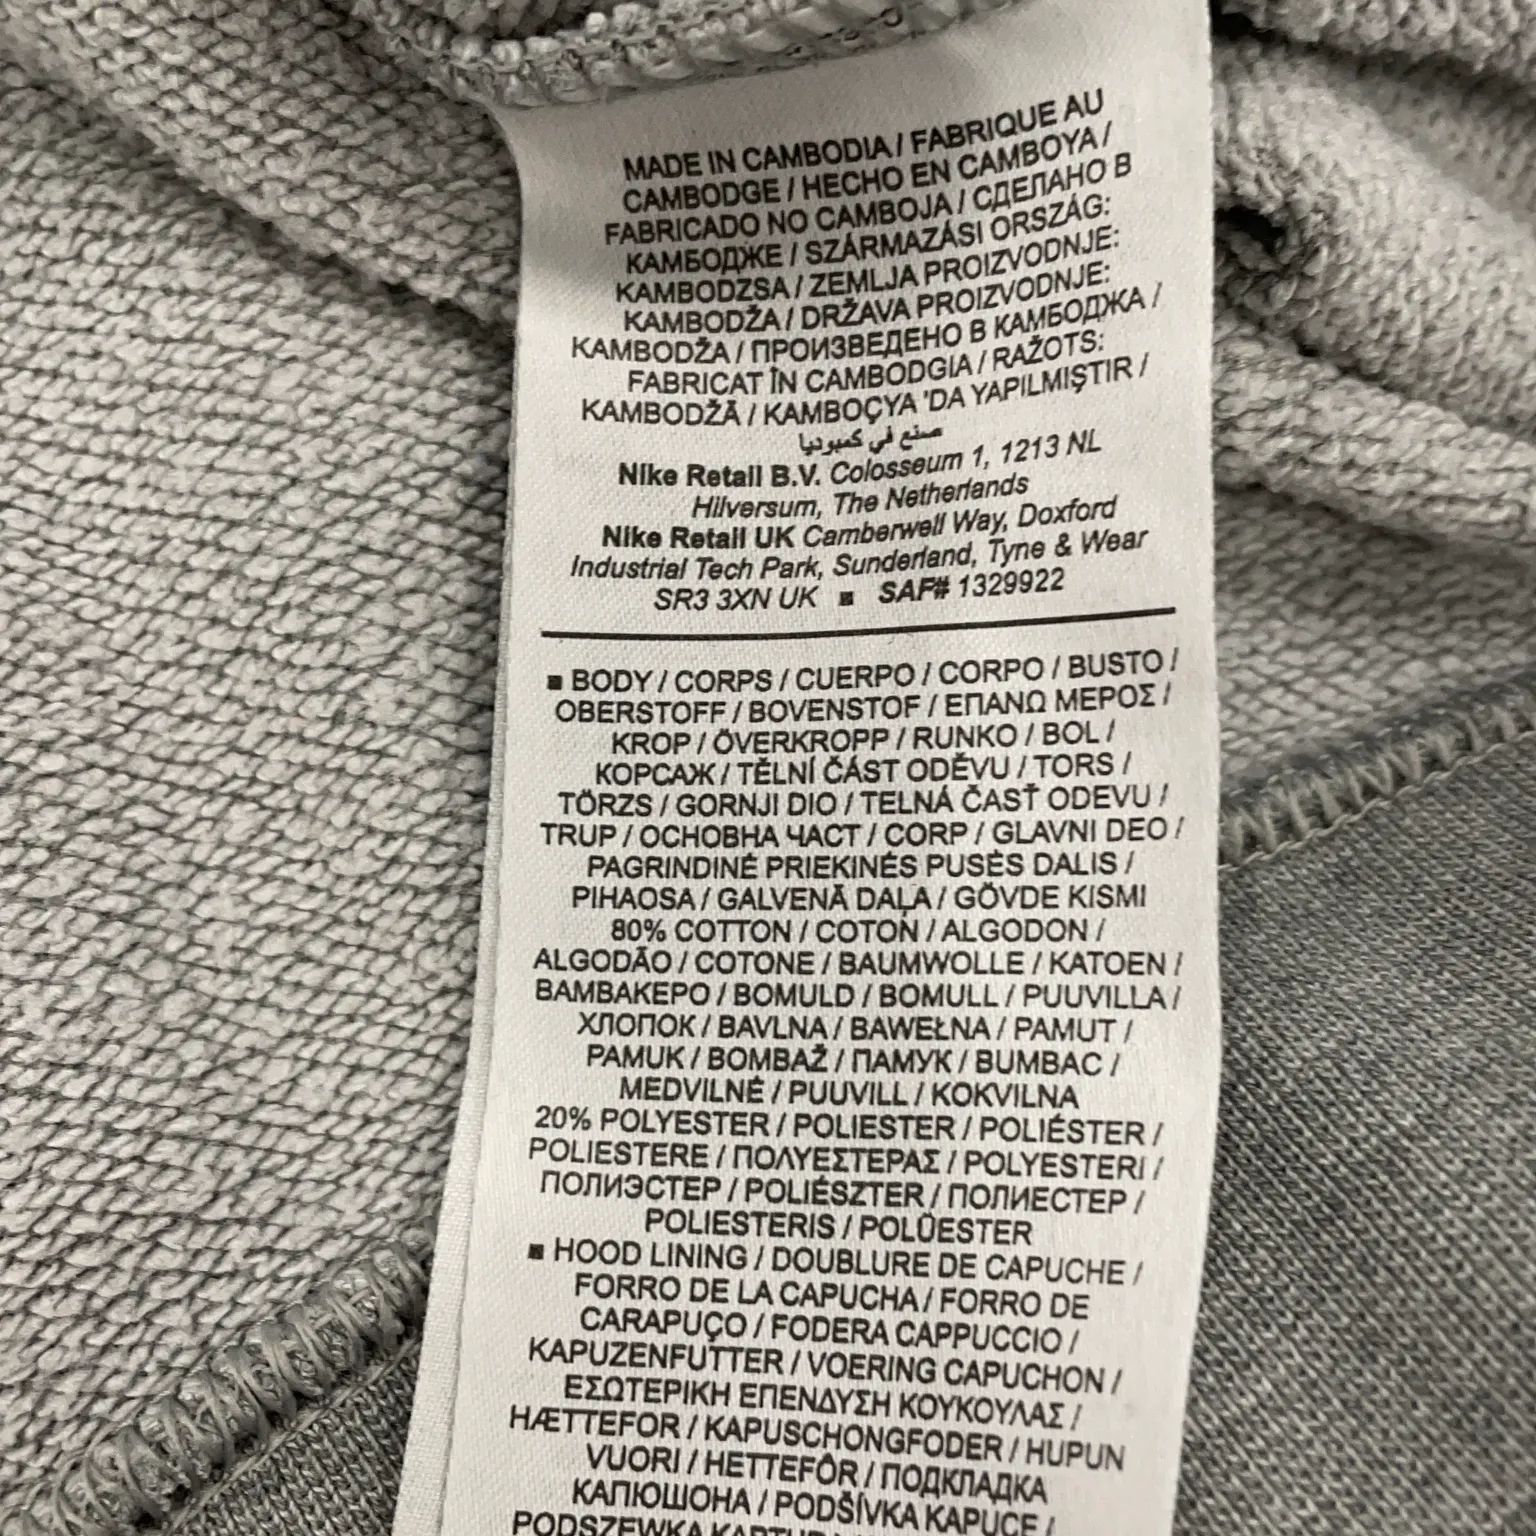 MADE IN CAMBODIA / FABRIQUE AU
CAMBODGE / HECHO EN CAMBOYA /
FABRICADO NO CAMBOJA / СДЕЛАНО В
КАМБОДЖЕ / SZÁRMAZÁSI ORSZÁG:
KAMBODZSA / ZEMLJA PROIZVODNJE:
KAMBODŽA / DRŽAVA PROIZVODNJE:
KAMBODŽA / ПРОИЗВЕДЕНО В КАМБОДЖА /
FABRICAT ÎN CAMBODGIA / RAŽOTS:
KAMBODŽĀ / KAMBOÇYA 'DA YAPILMIŞTIR /
صنع في كمبوديا
Nike Retail B.V. Colosseum 1, 1213 NL
Hilversum, The Netherlands
Nike Retail UK Camberwell Way, Doxford
Industrial Tech Park, Sunderland, Tyne & Wear
SR3 3XN UK ■ SAF# 1329922
■ BODY / CORPS / CUERPO / CORPO / BUSTO /
OBERSTOFF / BOVENSTOF / ΕΠΑΝΩ ΜΕΡΟΣ /
KROP / ÖVERKROPP / RUNKO / BOL /
КОРСАЖ / TĚLNÍ ČÁST ODĚVU / TORS /
TÖRZS / GORNJI DIO / TELNÁ ČASŤ ODEVU /
TRUP / ОСНОВНА ЧАСТ / CORP / GLAVNI DEO /
PAGRINDINĖ PRIEKINĖS PUSĖS DALIS /
PIHAOSA / GALVENĀ DAĻA / GÖVDE KISMI
80% COTTON / COTON / ALGODON /
ALGODÃO / COTONE / BAUMWOLLE / KATOEN /
ΒΑΜΒΑΚΕΡΟ / BOMULD / BOMULL / PUUVILLA /
ХЛОПОК / BAVLNA / BAWEŁNA / PAMUT /
PAMUK / BOMBAŽ / ПАМУК / BUMBAC /
MEDVILNĖ / PUUVILL / KOKVILNA
20% POLYESTER / POLIESTER / POLIÉSTER /
POLIESTERE / ΠΟΛΥΕΣΤΕΡΑΣ / POLYESTERI /
ПОЛИЭСТЕР / POLIÉSZTER / ПОЛИЕСТЕР /
POLIESTERIS / POLÜESTER
■ HOOD LINING / DOUBLURE DE CAPUCHE /
FORRO DE LA CAPUCHA / FORRO DE
CARAPUÇO / FODERA CAPPUCCIO /
KAPUZENFUTTER / VOERING CAPUCHON /
ΕΣΩΤΕΡΙΚΗ ΕΠΕΝΔΥΣΗ ΚΟΥΚΟΥΛΑΣ /
HÆTTEFOR / KAPUSCHONGFODER / HUPUN
VUORI / HETTEFÔR / ПОДКЛАДКА
КАПЮШОНА / PODŠÍVKA KAPUCE /
PODSZEWKA